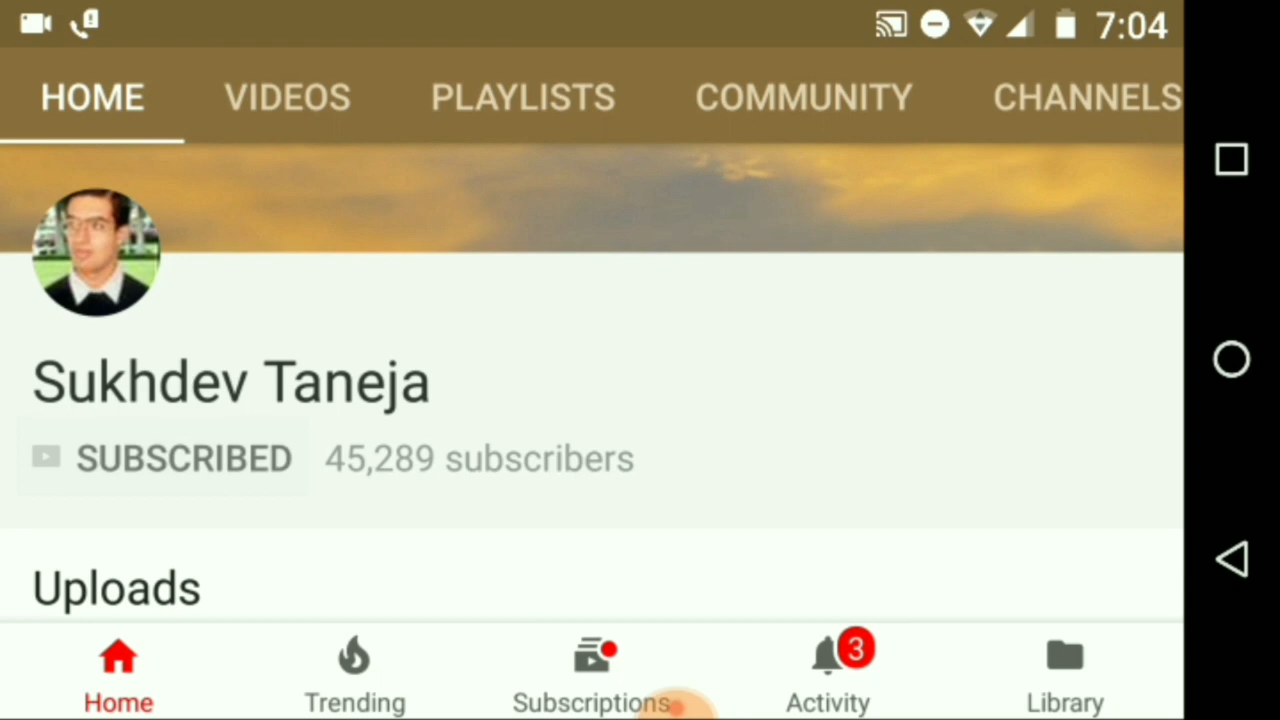 7:04
HOME VIDEOS PLAYLISTS COMMUNITY CHANNELS
Sukhdev Taneja
SUBSCRIBED 45,289 subscribers
Uploads
3
Home Trending Subscriptions Activity Library